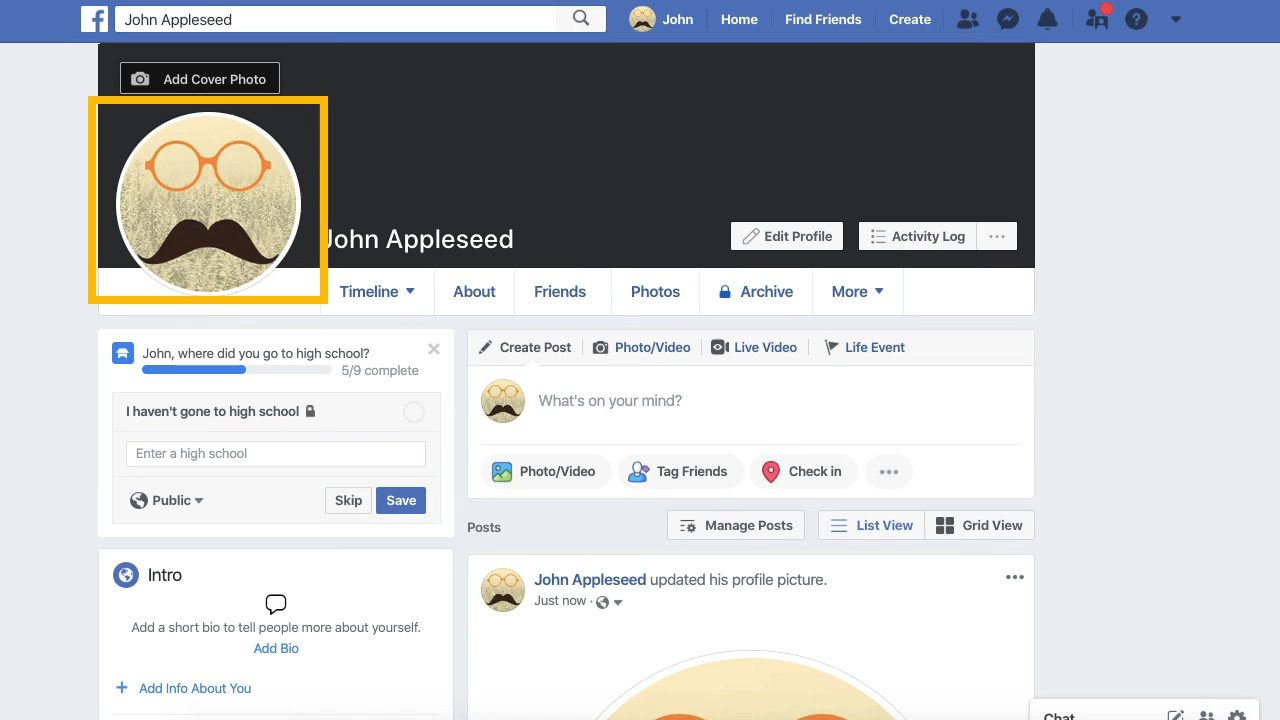 f
John Appleseed
John
Home
Find Friends
Create
?
Add Cover Photo
John Appleseed
Edit Profile
Activity Log
...
Timeline
About
Friends
Photos
Archive
More
John, where did you go to high school?
5/9 complete
I haven't gone to high school
Enter a high school
Public
Skip
Save
Intro
Add a short bio to tell people more about yourself.
Add Bio
+ Add Info About You
Create Post
Photo/Video
Live Video
Life Event
What's on your mind?
Photo/Video
Tag Friends
Check in
Posts
Manage Posts
List View
Grid View
John Appleseed updated his profile picture.
Just now ·
Chat